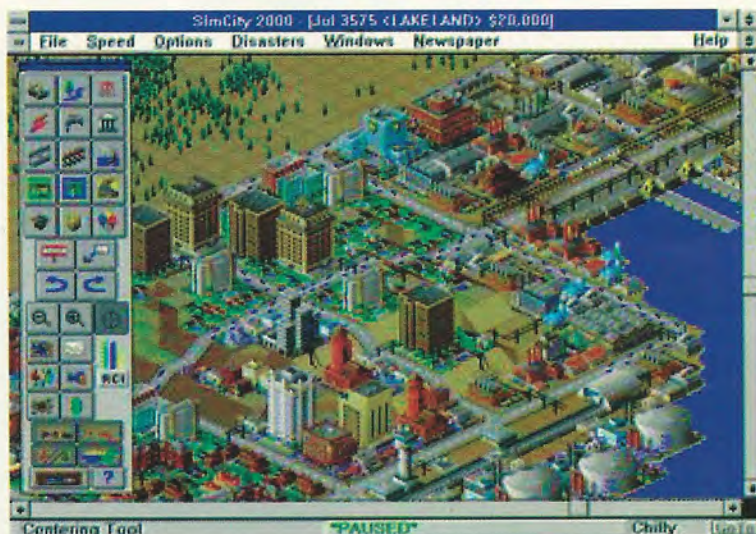 SimCity 2000 - [Jul 3575 <LAKELAND> $20,000]
File Speed Options Disasters Windows Newspaper Help
RCI
?
Centering Tool *PAUSED* Chilly GoTo